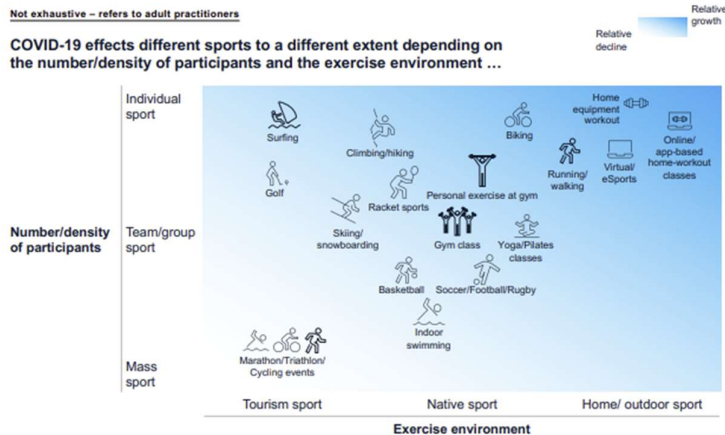 Not exhaustive – refers to adult practitioners
Relative
growth
Relative
decline
COVID-19 effects different sports to a different extent depending on
the number/density of participants and the exercise environment …
Number/density
of participants
Individual
sport
Team/group
sport
Mass
sport
Surfing
Climbing/hiking
Biking
Home
equipment
workout
Online/
app-based
home-workout
classes
Virtual/
eSports
Running/
walking
Golf
Racket sports
Personal exercise at gym
Skiing/
snowboarding
Gym class
Yoga/Pilates
classes
Basketball
Soccer/Football/Rugby
Indoor
swimming
Marathon/Triathlon/
Cycling events
Tourism sport
Native sport
Home/ outdoor sport
Exercise environment